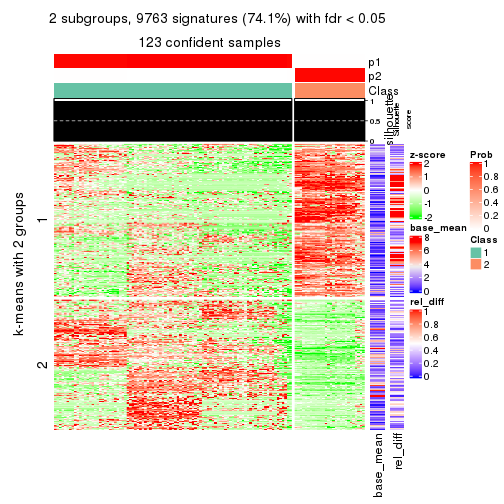 2 subgroups, 9763 signatures (74.1%) with fdr < 0.05
123 confident samples
p1
p2
Class
1
0.5
0
silhouette
Silhouette
score
k-means with 2 groups
1
2
base_mean
rel_diff
z-score
2
1
0
-1
-2
base_mean
8
6
4
2
0
rel_diff
1
0.8
0.6
0.4
0.2
0
Prob
1
0.8
0.6
0.4
0.2
0
Class
1
2